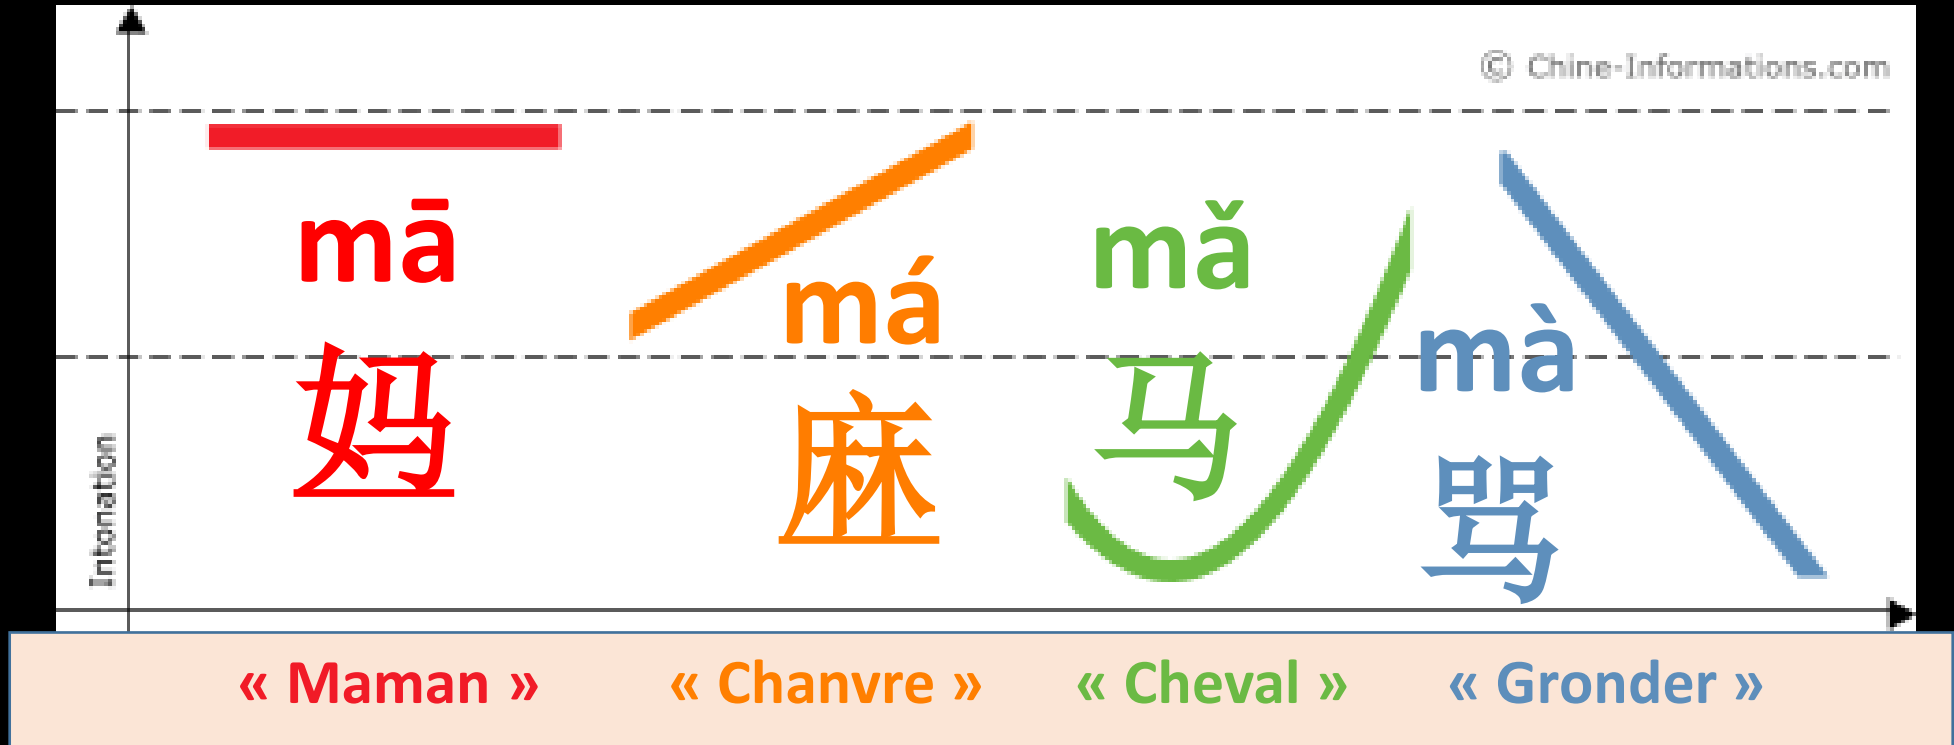 © Chine-Informations.com
mā
má
mǎ
mà
妈
麻
马
骂
Intonation
« Maman » « Chanvre » « Cheval » « Gronder »